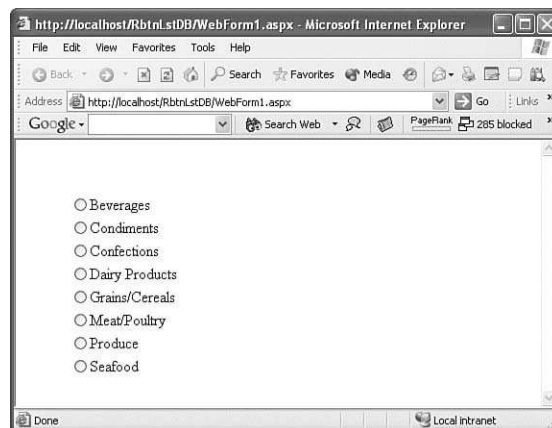 http://localhost/RbtnLstDB/WebForm1.aspx - Microsoft Internet Explorer
File Edit View Favorites Tools Help
Back Search Favorites Media
Address http://localhost/RbtnLstDB/WebForm1.aspx Go Links »
Google Search Web PageRank 285 blocked »
Beverages
Condiments
Confections
Dairy Products
Grains/Cereals
Meat/Poultry
Produce
Seafood
Done Local intranet